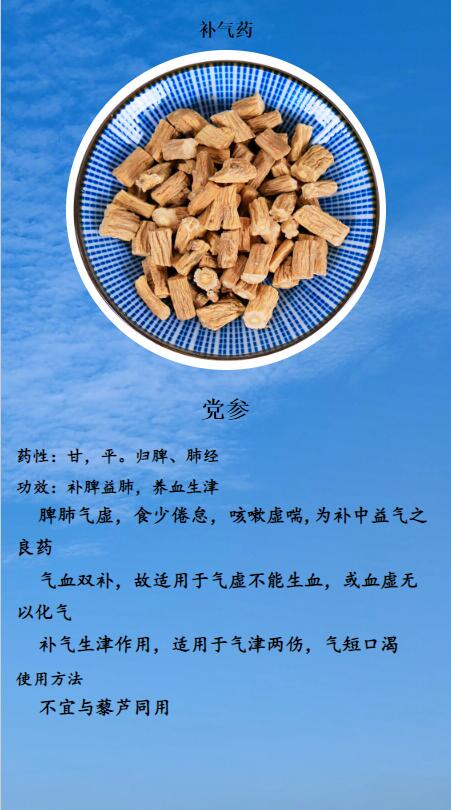 补气药
党参
药性：甘，平。归脾、肺经
功效：补脾益肺，养血生津
脾肺气虚，食少倦怠，咳嗽虚喘,为补中益气之
良药
气血双补，故适用于气虚不能生血，或血虚无
以化气
补气生津作用，适用于气津两伤，气短口渴
使用方法
不宜与藜芦同用